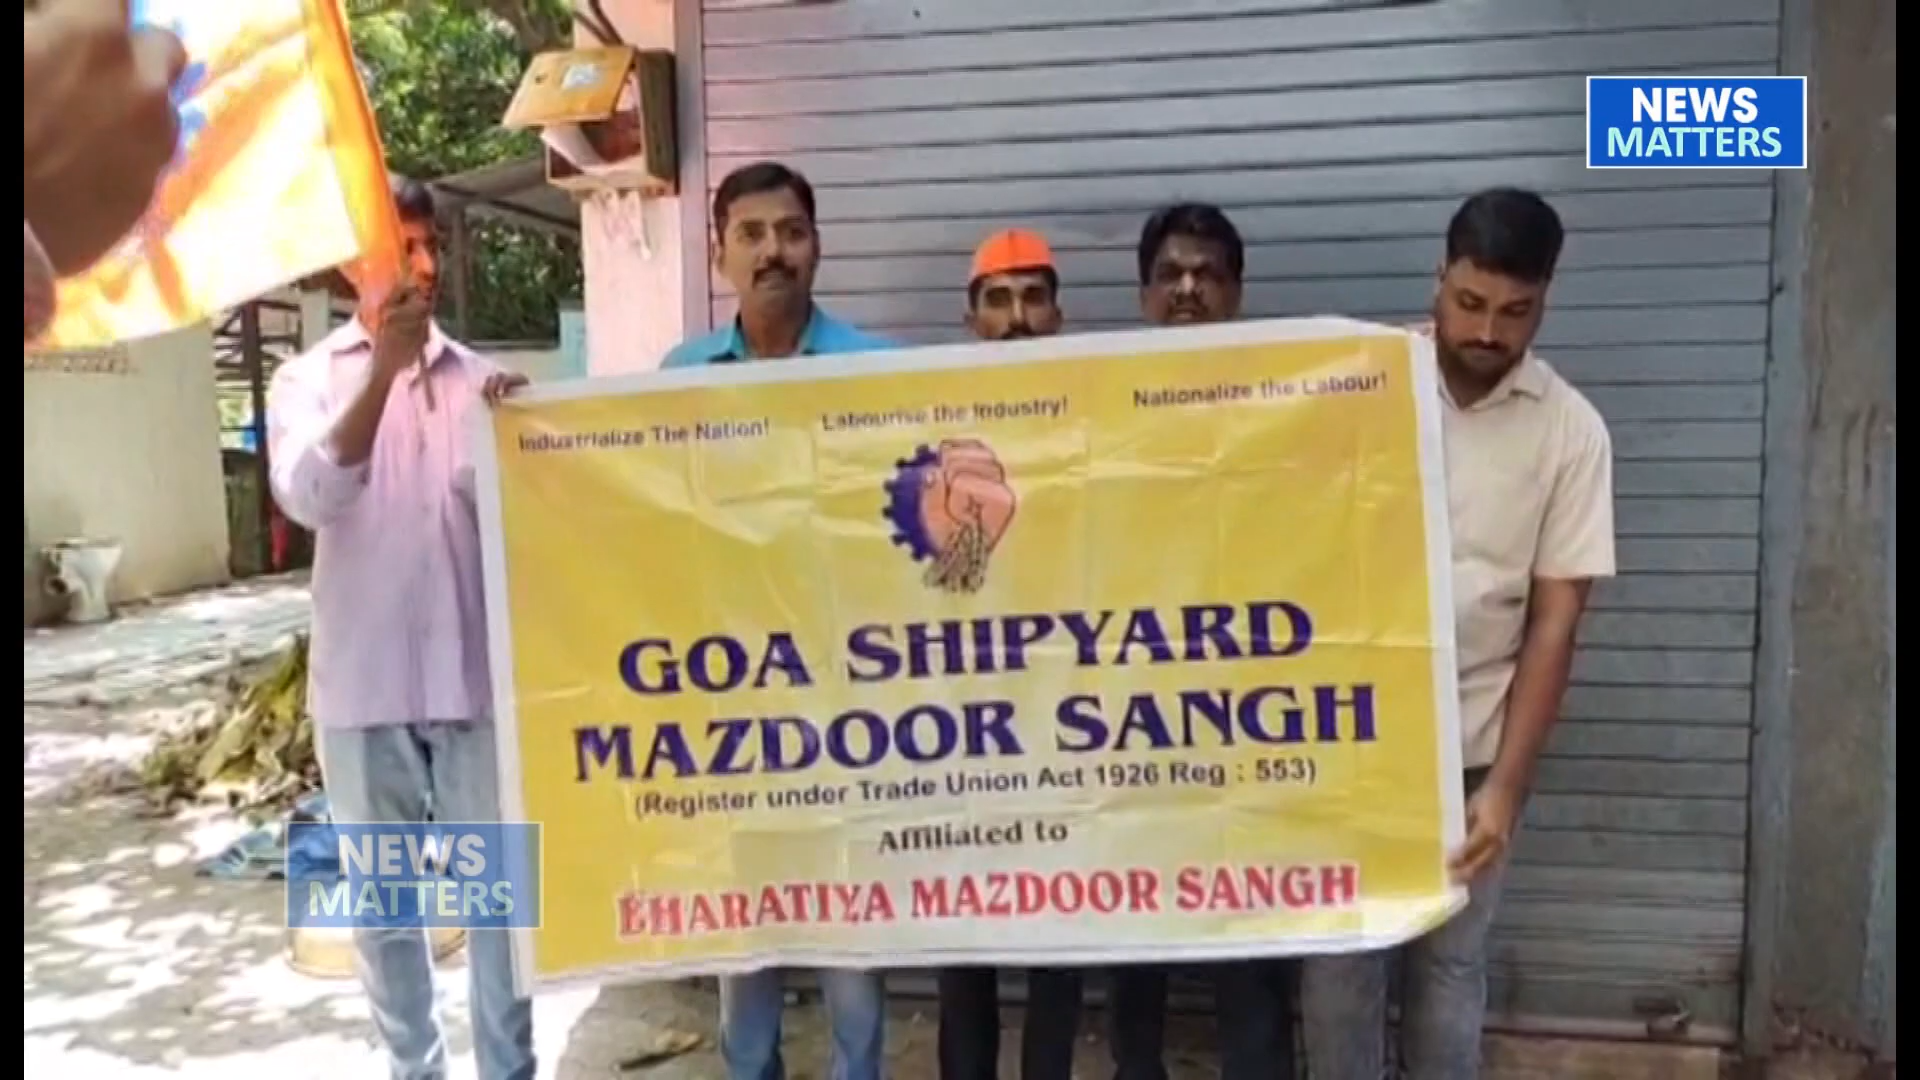 NEWS
MATTERS
Industrialize The Nation! Labourise the Industry! Nationalize the Labour!
GOA SHIPYARD
MAZDOOR SANGH
(Register under Trade Union Act 1926 Reg : 553)
Affiliated to
BHARATIYA MAZDOOR SANGH
NEWS
MATTERS